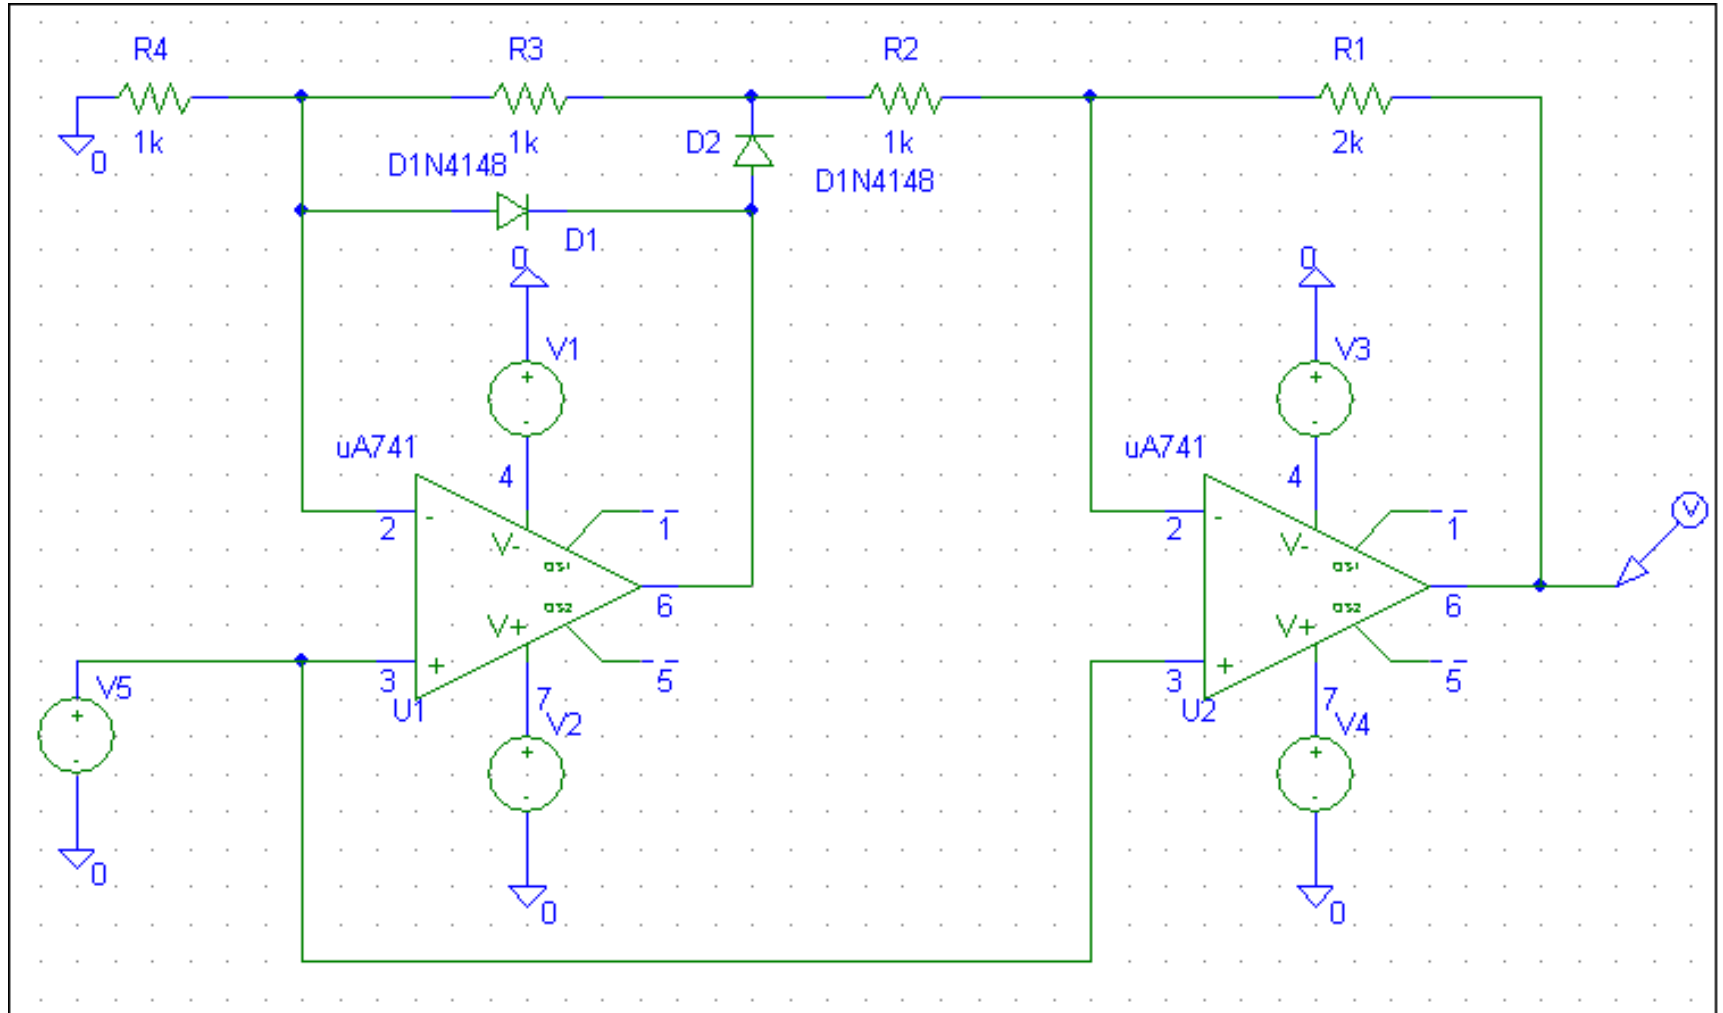 R4 R3 R2 R1
1k 1k 1k 2k
0
D1N4148
D2
D1N4148
D1
0 0
V1 V3
uA741 uA741
4 4
2 - 1 2 - 1
V- V-
OS1 OS1
6 6
OS2 OS2
V+ V+
3 + 5 3 + 5
V5
U1 U2
7 7
V2 V4
0
0 0
V